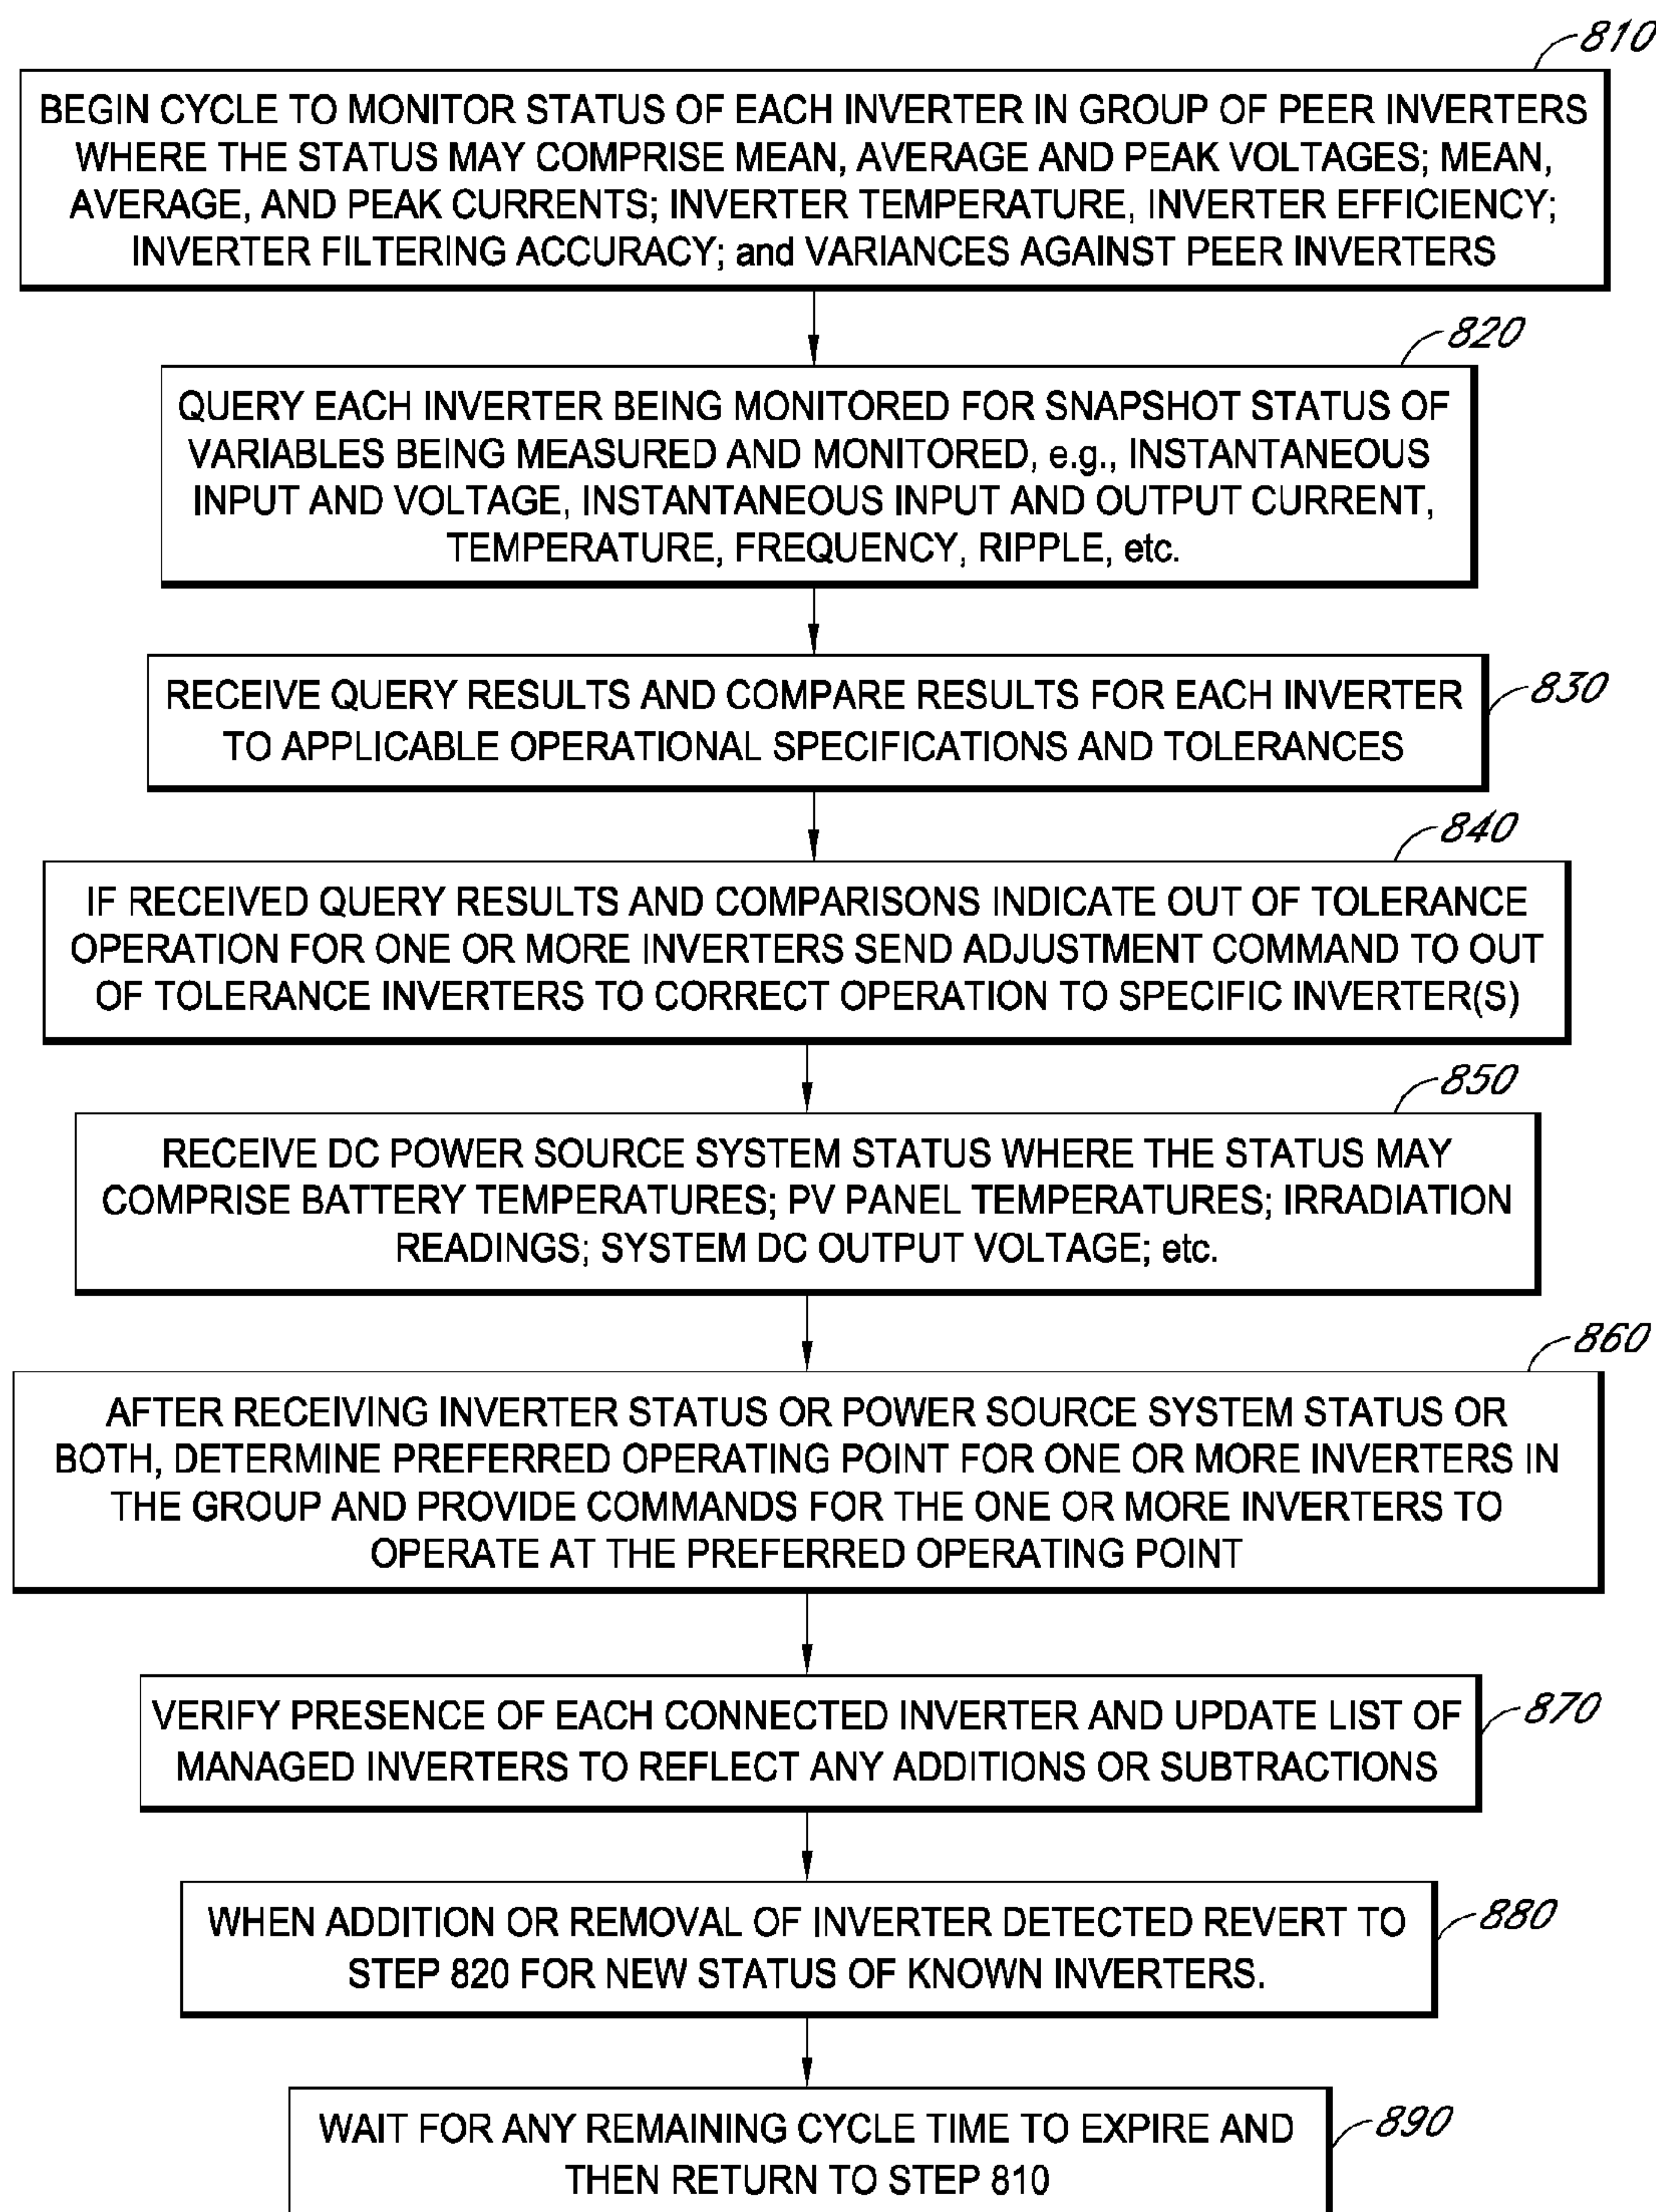 810
BEGIN CYCLE TO MONITOR STATUS OF EACH INVERTER IN GROUP OF PEER INVERTERS
WHERE THE STATUS MAY COMPRISE MEAN, AVERAGE AND PEAK VOLTAGES; MEAN,
AVERAGE, AND PEAK CURRENTS; INVERTER TEMPERATURE, INVERTER EFFICIENCY;
INVERTER FILTERING ACCURACY; and VARIANCES AGAINST PEER INVERTERS
820
QUERY EACH INVERTER BEING MONITORED FOR SNAPSHOT STATUS OF
VARIABLES BEING MEASURED AND MONITORED, e.g., INSTANTANEOUS
INPUT AND VOLTAGE, INSTANTANEOUS INPUT AND OUTPUT CURRENT,
TEMPERATURE, FREQUENCY, RIPPLE, etc.
830
RECEIVE QUERY RESULTS AND COMPARE RESULTS FOR EACH INVERTER
TO APPLICABLE OPERATIONAL SPECIFICATIONS AND TOLERANCES
840
IF RECEIVED QUERY RESULTS AND COMPARISONS INDICATE OUT OF TOLERANCE
OPERATION FOR ONE OR MORE INVERTERS SEND ADJUSTMENT COMMAND TO OUT
OF TOLERANCE INVERTERS TO CORRECT OPERATION TO SPECIFIC INVERTER(S)
850
RECEIVE DC POWER SOURCE SYSTEM STATUS WHERE THE STATUS MAY
COMPRISE BATTERY TEMPERATURES; PV PANEL TEMPERATURES; IRRADIATION
READINGS; SYSTEM DC OUTPUT VOLTAGE; etc.
860
AFTER RECEIVING INVERTER STATUS OR POWER SOURCE SYSTEM STATUS OR
BOTH, DETERMINE PREFERRED OPERATING POINT FOR ONE OR MORE INVERTERS IN
THE GROUP AND PROVIDE COMMANDS FOR THE ONE OR MORE INVERTERS TO
OPERATE AT THE PREFERRED OPERATING POINT
870
VERIFY PRESENCE OF EACH CONNECTED INVERTER AND UPDATE LIST OF
MANAGED INVERTERS TO REFLECT ANY ADDITIONS OR SUBTRACTIONS
880
WHEN ADDITION OR REMOVAL OF INVERTER DETECTED REVERT TO
STEP 820 FOR NEW STATUS OF KNOWN INVERTERS.
890
WAIT FOR ANY REMAINING CYCLE TIME TO EXPIRE AND
THEN RETURN TO STEP 810